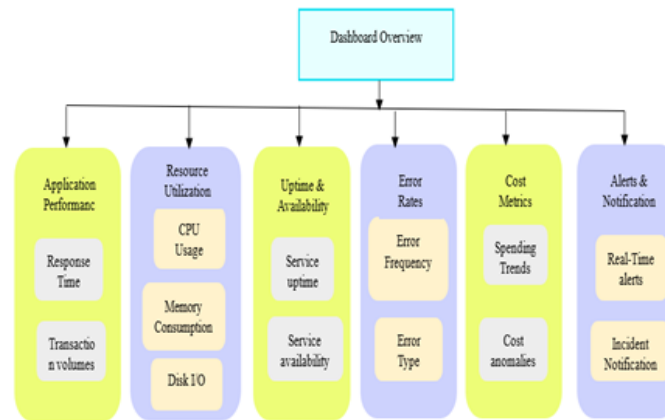 Dashboard Overview
Application
Performanc
Response
Time
Transactio
n volumes
Resource
Utilization
CPU
Usage
Memory
Consumption
Disk I/O
Uptime &
Availability
Service
uptime
Service
availability
Error
Rates
Error
Frequency
Error
Type
Cost
Metrics
Spending
Trends
Cost
anomalies
Alerts &
Notification
Real-Time
alerts
Incident
Notification